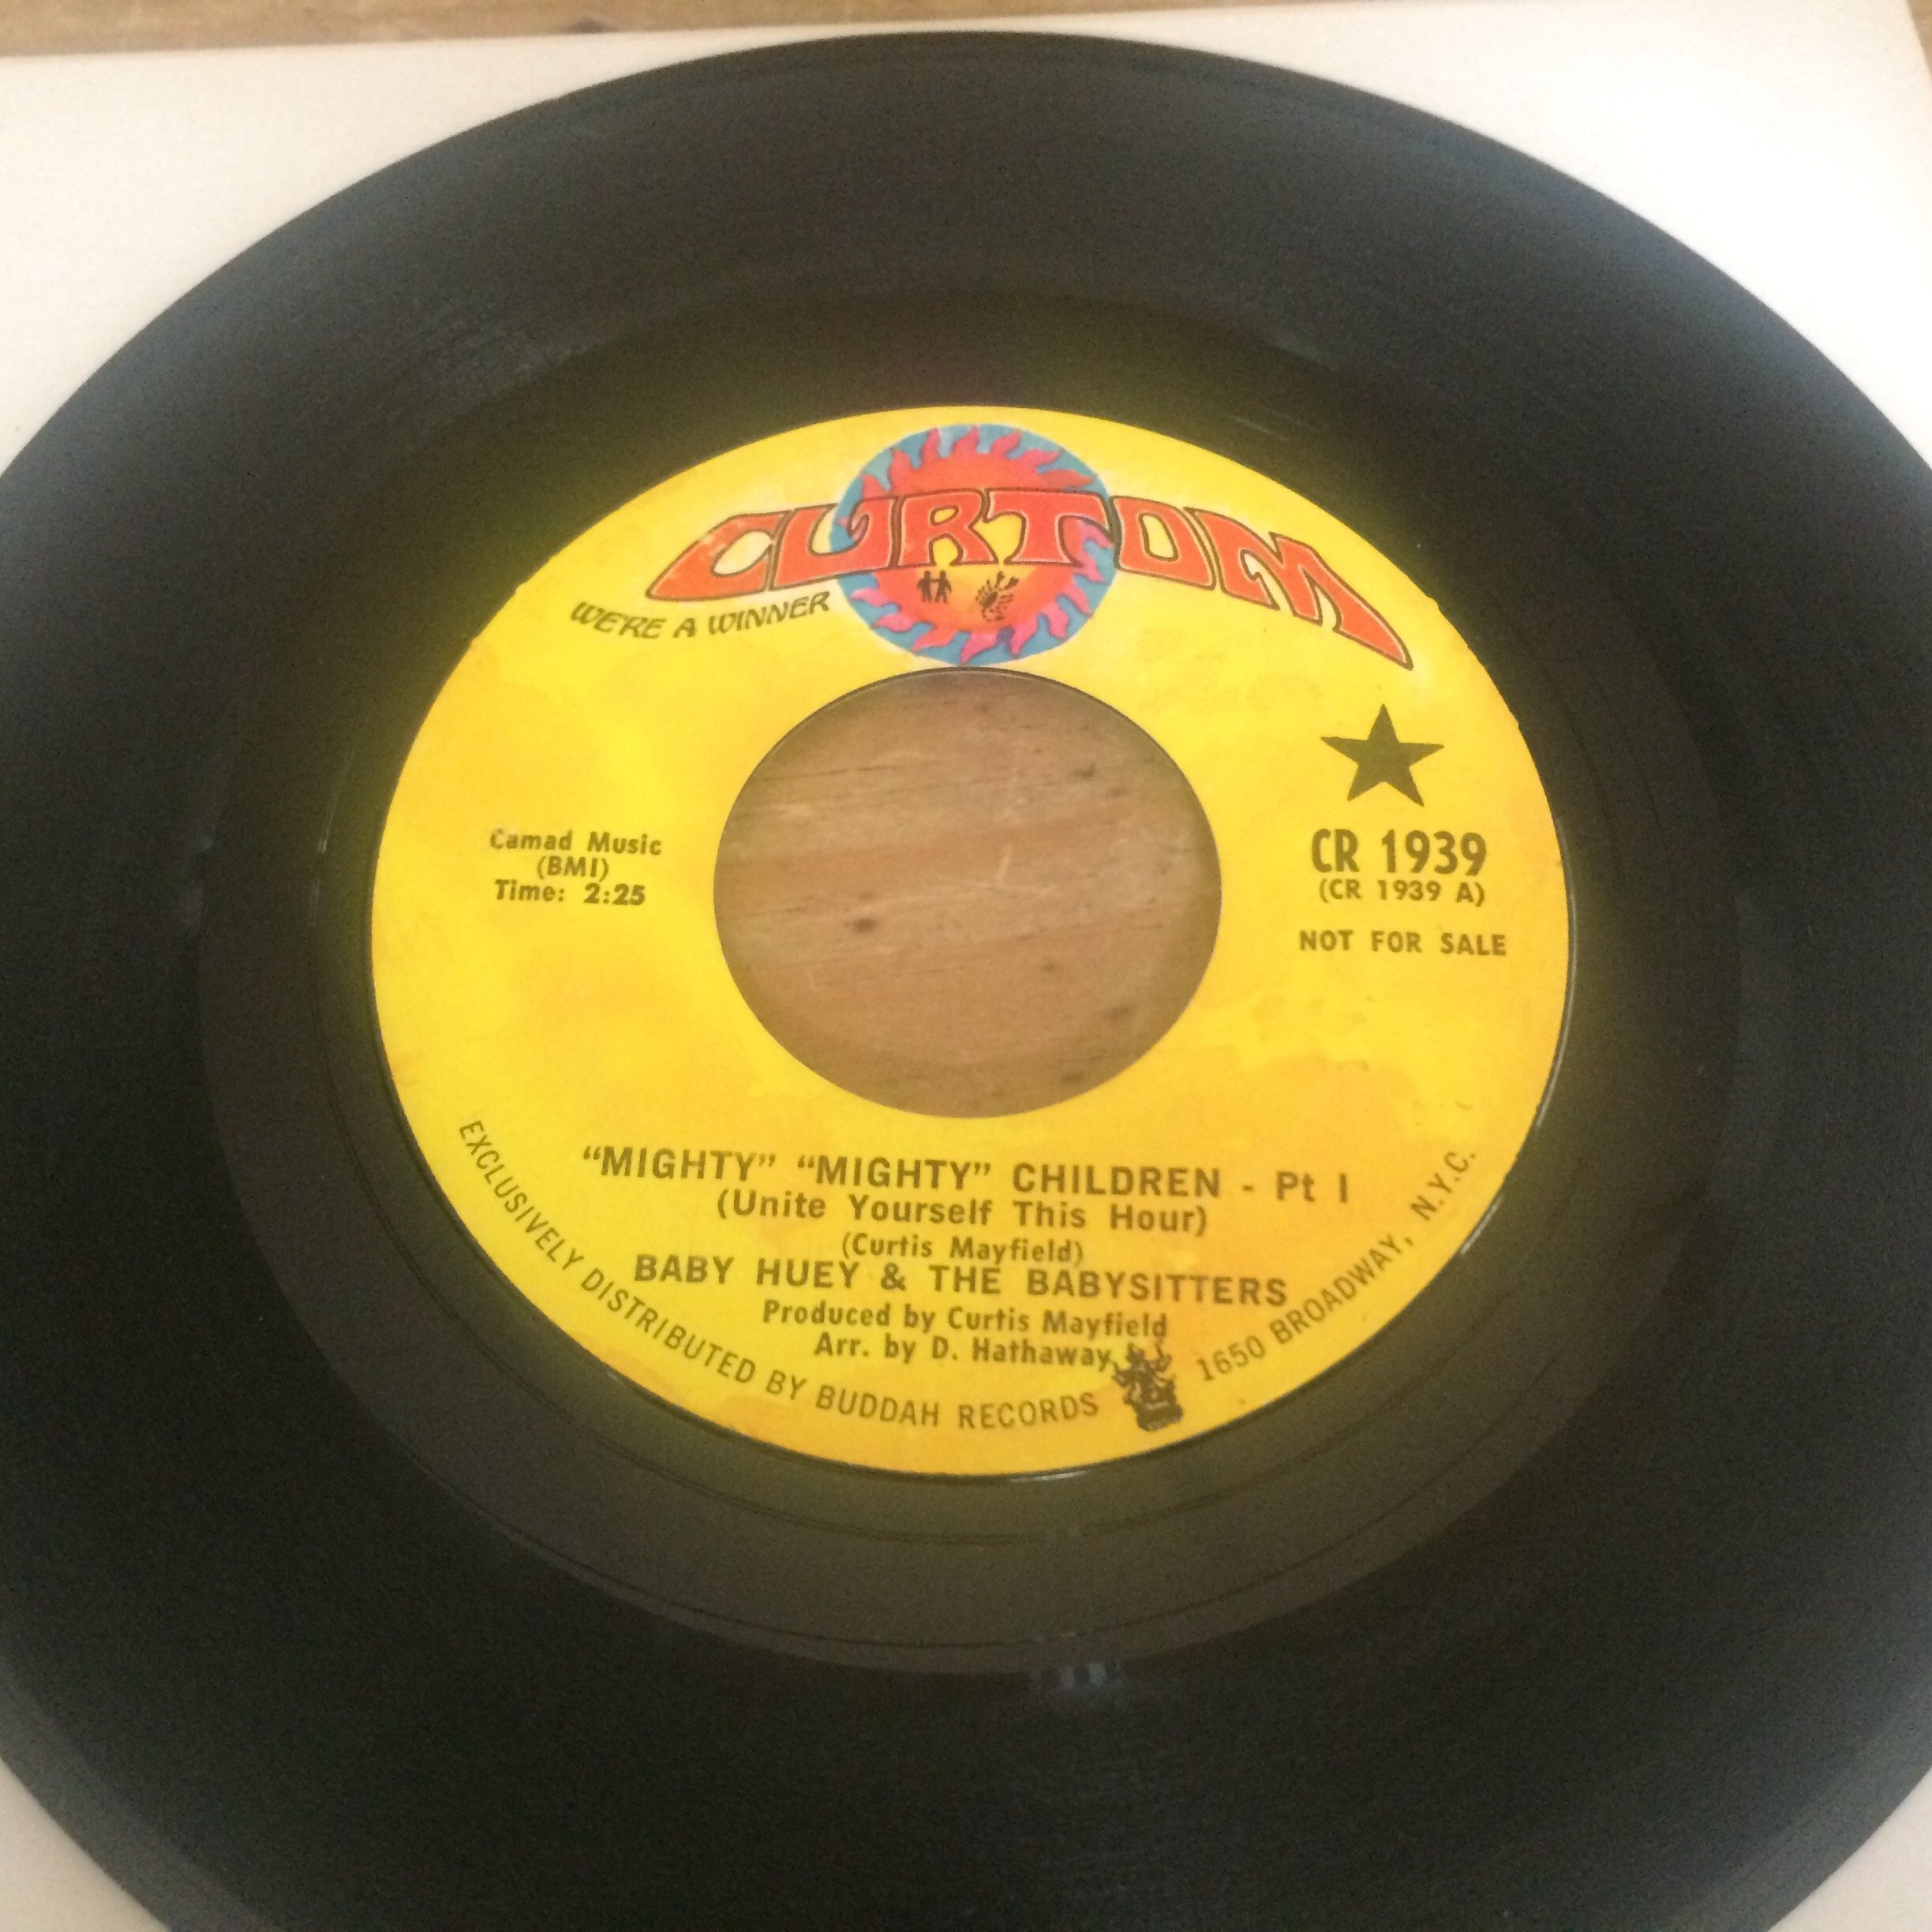 CURTOM
WE'RE A WINNER
Camad Music
(BMI)
Time: 2:25
CR 1939
(CR 1939 A)
NOT FOR SALE
"MIGHTY" "MIGHTY" CHILDREN - Pt I
(Unite Yourself This Hour)
(Curtis Mayfield)
BABY HUEY & THE BABYSITTERS
Produced by Curtis Mayfield
Arr. by D. Hathaway
EXCLUSIVELY DISTRIBUTED BY BUDDAH RECORDS 1650 BROADWAY, N.Y.C.